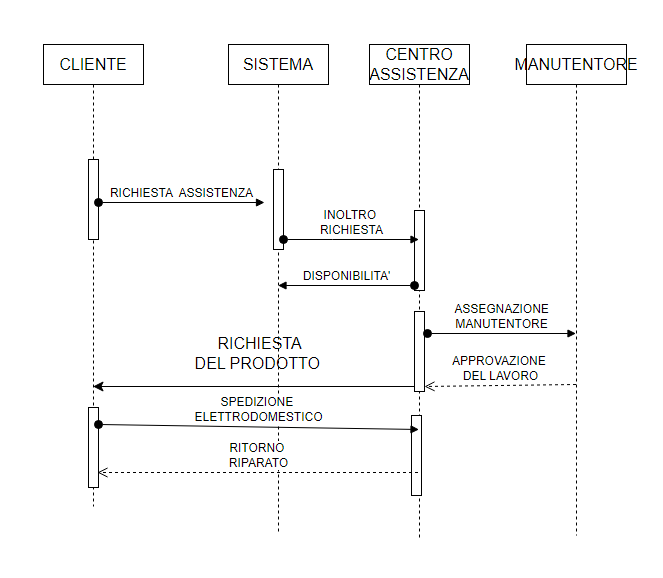 CLIENTE
SISTEMA
CENTRO
ASSISTENZA
MANUTENTORE
RICHIESTA ASSISTENZA
INOLTRO
RICHIESTA
DISPONIBILITA'
ASSEGNAZIONE
MANUTENTORE
RICHIESTA
DEL PRODOTTO
APPROVAZIONE
DEL LAVORO
SPEDIZIONE
ELETTRODOMESTICO
RITORNO
RIPARATO